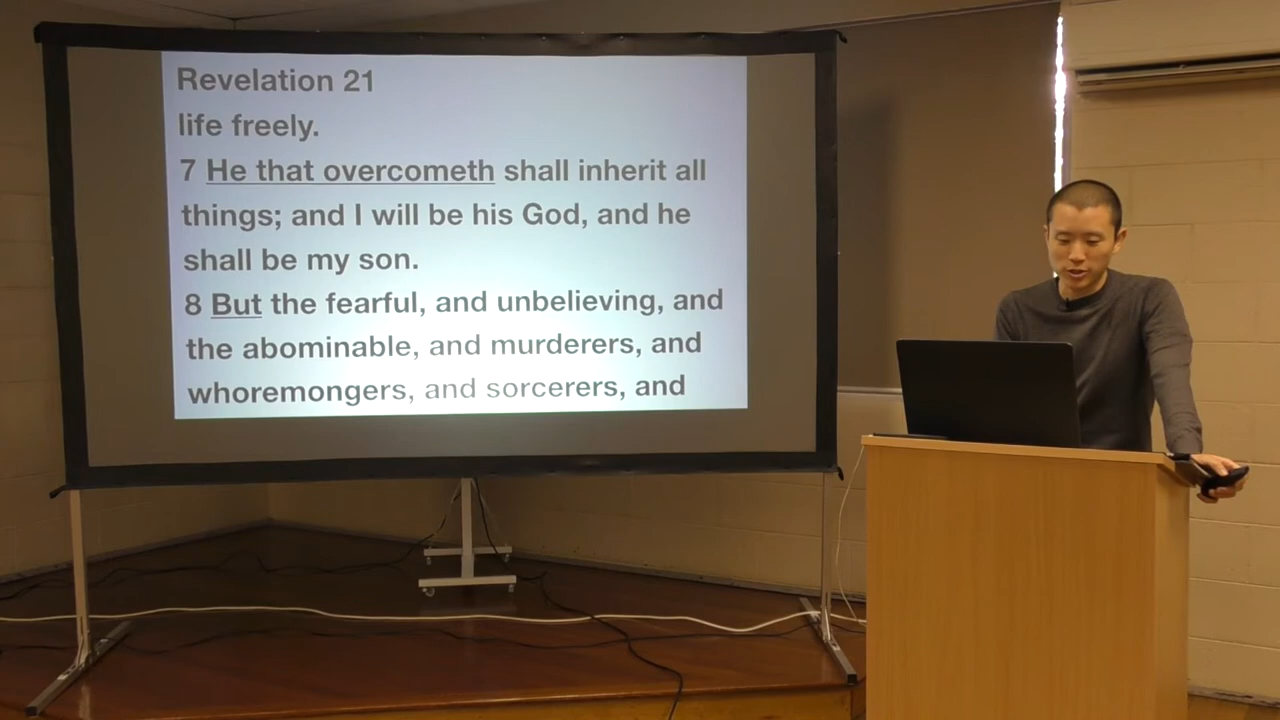 Revelation 21
life freely.
7 He that overcometh shall inherit all
things; and I will be his God, and he
shall be my son.
8 But the fearful, and unbelieving, and
the abominable, and murderers, and
whoremongers, and sorcerers, and